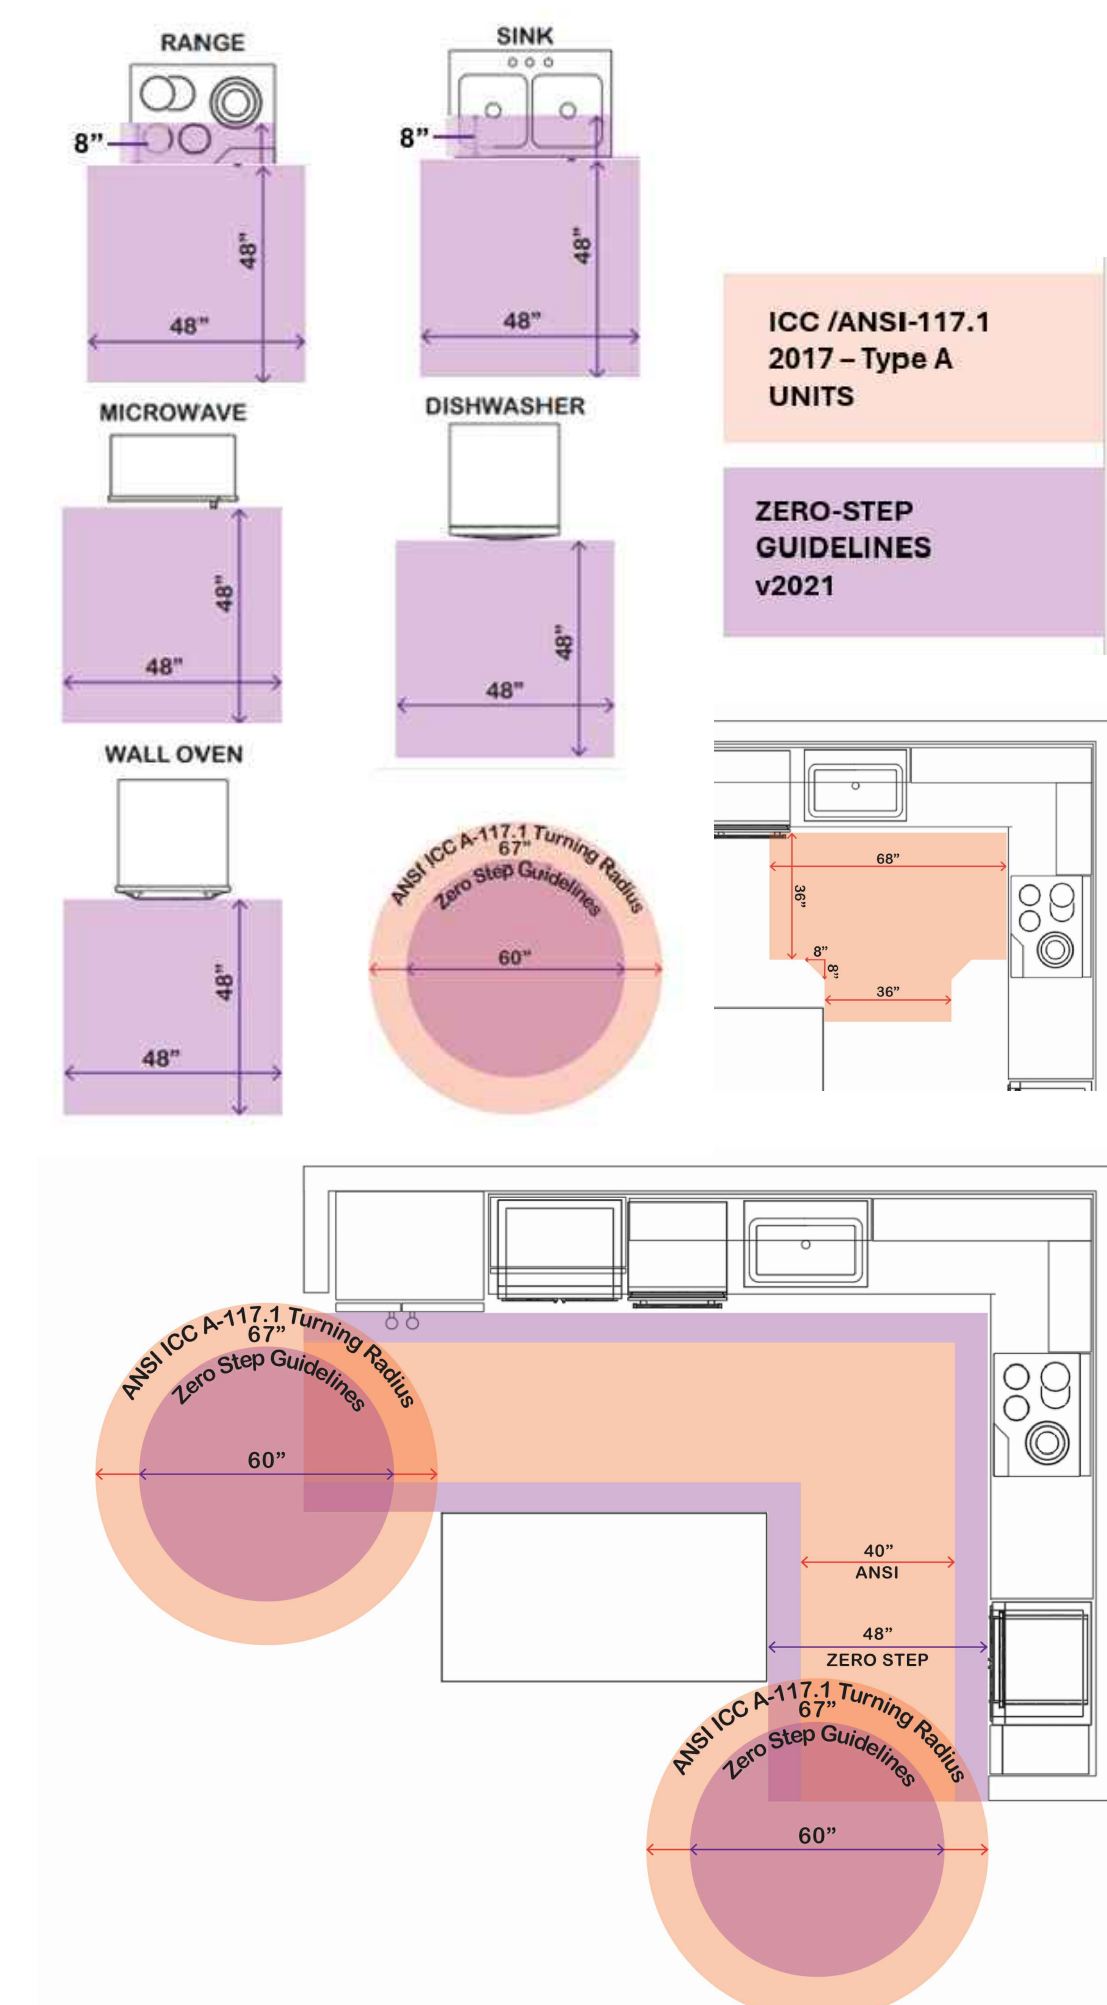 RANGE
8”
48”
48”
SINK
8”
48”
48”
MICROWAVE
48”
48”
DISHWASHER
48”
48”
WALL OVEN
48”
48”
ICC /ANSI-117.1
2017 – Type A
UNITS
ZERO-STEP
GUIDELINES
v2021
ANSI ICC A-117.1 Turning Radius
67”
Zero Step Guidelines
60”
68”
36”
8”
8”
36”
ANSI ICC A-117.1 Turning Radius
67”
Zero Step Guidelines
60”
40”
ANSI
48”
ZERO STEP
ANSI ICC A-117.1 Turning Radius
67”
Zero Step Guidelines
60”